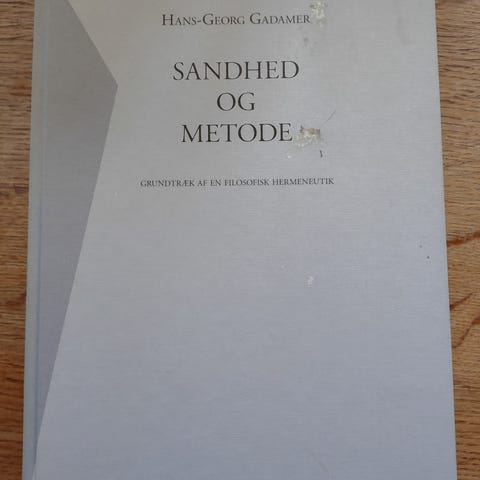 Hans-Georg Gadamer
SANDHED
OG
METODE
GRUNDTRÆK AF EN FILOSOFISK HERMENEUTIK